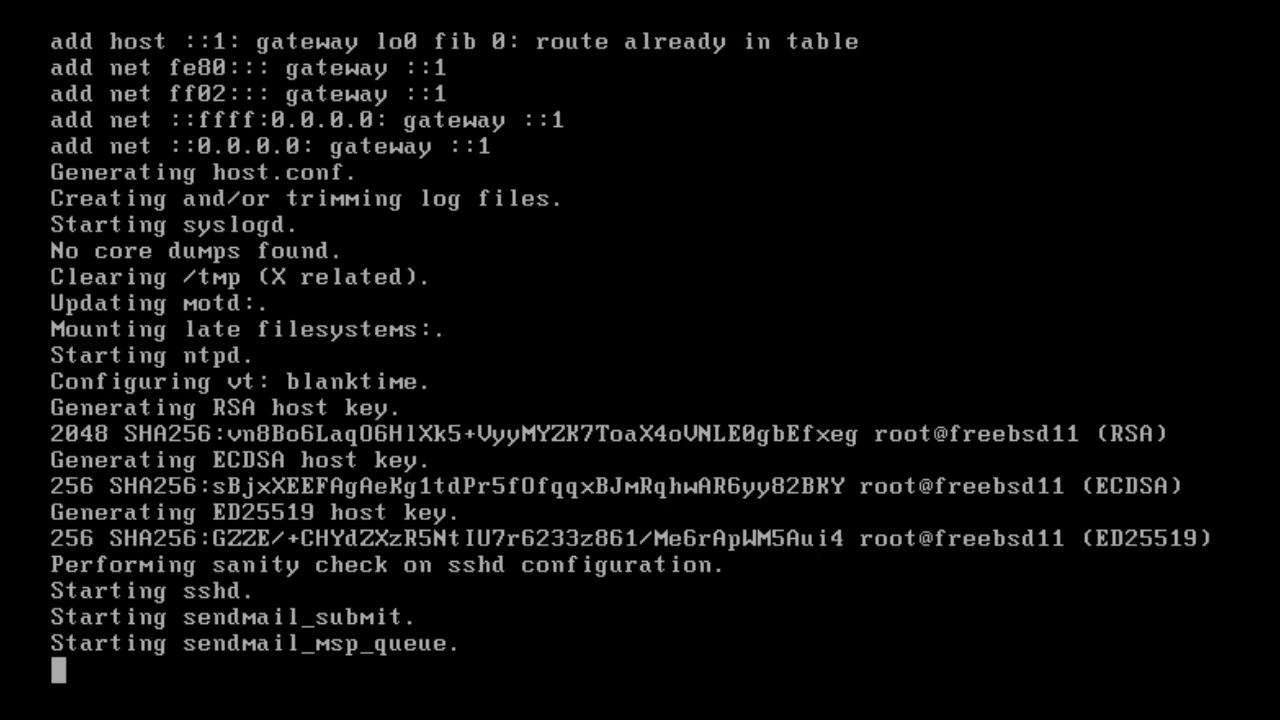 add host ::1: gateway lo0 fib 0: route already in table
add net fe80::: gateway ::1
add net ff02::: gateway ::1
add net ::ffff:0.0.0.0: gateway ::1
add net ::0.0.0.0: gateway ::1
Generating host.conf.
Creating and/or trimming log files.
Starting syslogd.
No core dumps found.
Clearing /tmp (X related).
Updating motd:.
Mounting late filesystems:.
Starting ntpd.
Configuring vt: blanktime.
Generating RSA host key.
2048 SHA256:vn8Bo6LaqO6HlXk5+VyyMYZK7ToaX4oVNLE0gbEfxeg root@freebsd11 (RSA)
Generating ECDSA host key.
256 SHA256:sBjxXEEFAgAeKg1tdPr5fOfqqxBJmRqhwAR6yy82BKY root@freebsd11 (ECDSA)
Generating ED25519 host key.
256 SHA256:GZZE/+CHYdZXzR5NtIU7r6233z861/Me6rApWM5Aui4 root@freebsd11 (ED25519)
Performing sanity check on sshd configuration.
Starting sshd.
Starting sendmail_submit.
Starting sendmail_msp_queue.